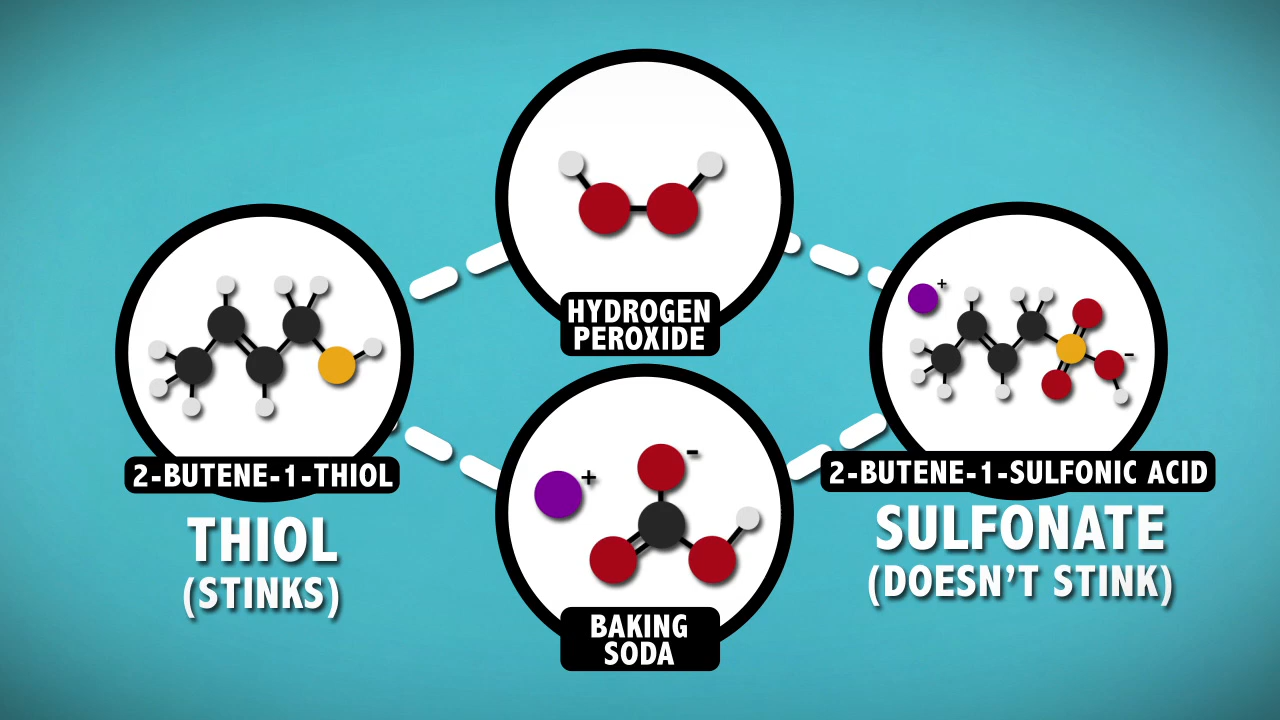 HYDROGEN
PEROXIDE
+
–
2-BUTENE-1-THIOL
THIOL
(STINKS)
+
–
BAKING
SODA
2-BUTENE-1-SULFONIC ACID
SULFONATE
(DOESN'T STINK)